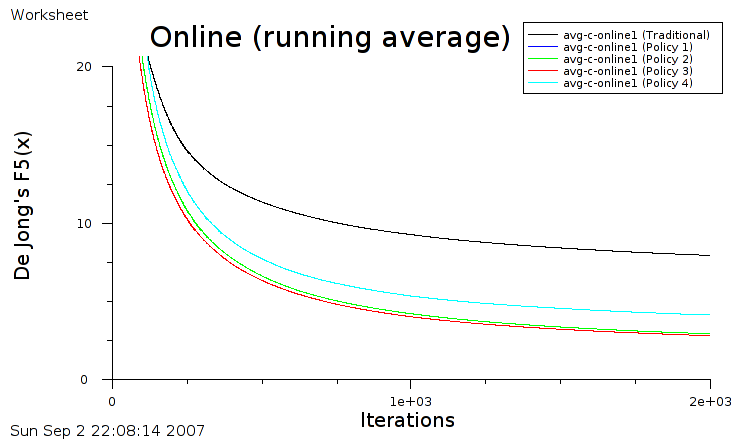 Worksheet
Online (running average)
avg-c-online1 (Traditional)
avg-c-online1 (Policy 1)
avg-c-online1 (Policy 2)
avg-c-online1 (Policy 3)
avg-c-online1 (Policy 4)
De Jong's F5(x)
20
10
0
0
1e+03
2e+03
Iterations
Sun Sep 2 22:08:14 2007